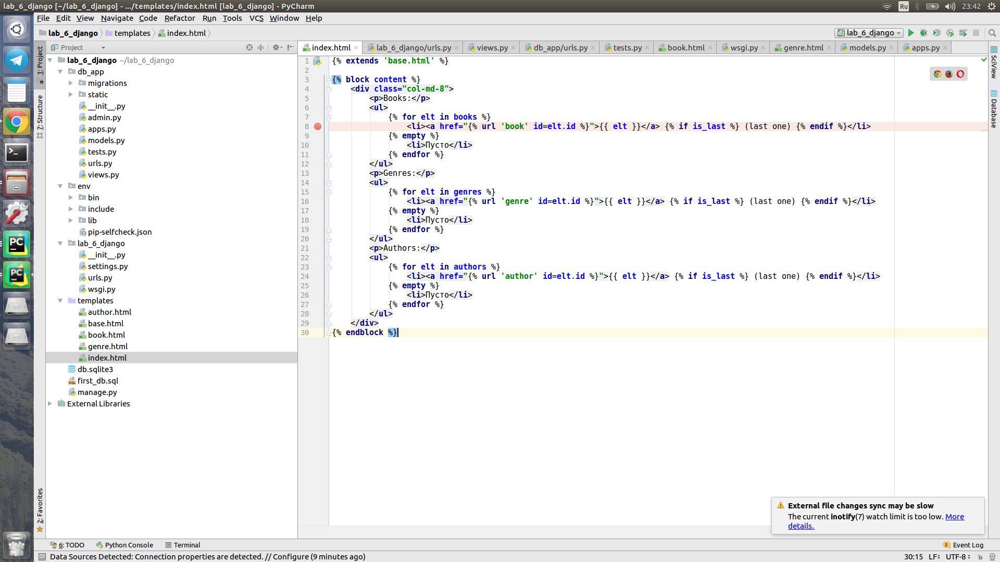 lab_6_django [~/lab_6_django] - .../templates/index.html [lab_6_django] - PyCharm
Ru
23:42
File Edit View Navigate Code Refactor Run Tools VCS Window Help
lab_6_django templates index.html
lab_6_django
Project
index.html lab_6_django/urls.py views.py db_app/urls.py tests.py book.html wsgi.py genre.html models.py apps.py
1: Project
7: Structure
2: Favorites
lab_6_django ~/lab_6_django
db_app
migrations
static
__init__.py
admin.py
apps.py
models.py
tests.py
urls.py
views.py
env
bin
include
lib
pip-selfcheck.json
lab_6_django
__init__.py
settings.py
urls.py
wsgi.py
templates
author.html
base.html
book.html
genre.html
index.html
db.sqlite3
first_db.sql
manage.py
External Libraries
1 {% extends 'base.html' %}
2
3 {% block content %}
4 <div class="col-md-8">
5 <p>Books:</p>
6 <ul>
7 {% for elt in books %}
8 <li><a href="{% url 'book' id=elt.id %}">{{ elt }}</a> {% if is_last %} (last one) {% endif %}</li>
9 {% empty %}
10 <li>Пусто</li>
11 {% endfor %}
12 </ul>
13 <p>Genres:</p>
14 <ul>
15 {% for elt in genres %}
16 <li><a href="{% url 'genre' id=elt.id %}">{{ elt }}</a> {% if is_last %} (last one) {% endif %}</li>
17 {% empty %}
18 <li>Пусто</li>
19 {% endfor %}
20 </ul>
21 <p>Authors:</p>
22 <ul>
23 {% for elt in authors %}
24 <li><a href="{% url 'author' id=elt.id %}">{{ elt }}</a> {% if is_last %} (last one) {% endif %}</li>
25 {% empty %}
26 <li>Пусто</li>
27 {% endfor %}
28 </ul>
29 </div>
30 {% endblock %}
SciView
Database
External file changes sync may be slow
The current inotify(7) watch limit is too low. More
details.
6: TODO Python Console Terminal
2 Event Log
Data Sources Detected: Connection properties are detected. // Configure (9 minutes ago)
30:15 LF UTF-8
PC
PC